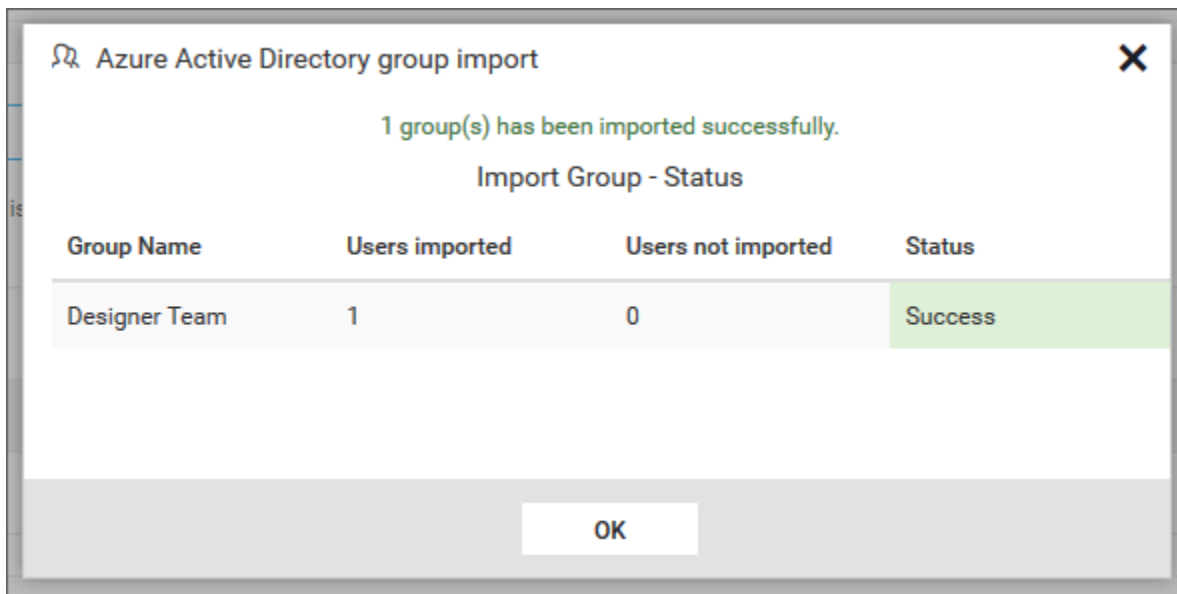 Azure Active Directory group import
1 group(s) has been imported successfully.
Import Group - Status
is
Group Name Users imported Users not imported Status
Designer Team 1 0 Success
OK